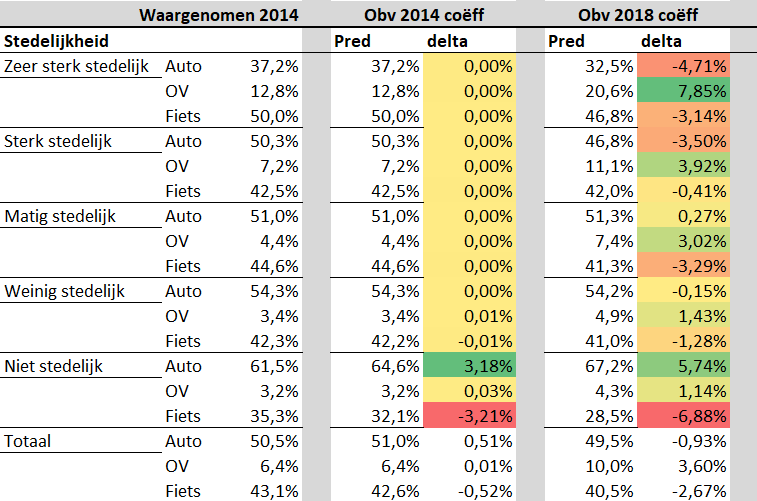 Waargenomen 2014 Obv 2014 coëff Obv 2018 coëff
Stedelijkheid Pred delta Pred delta
Zeer sterk stedelijk Auto 37,2% 37,2% 0,00% 32,5% -4,71%
OV 12,8% 12,8% 0,00% 20,6% 7,85%
Fiets 50,0% 50,0% 0,00% 46,8% -3,14%
Sterk stedelijk Auto 50,3% 50,3% 0,00% 46,8% -3,50%
OV 7,2% 7,2% 0,00% 11,1% 3,92%
Fiets 42,5% 42,5% 0,00% 42,0% -0,41%
Matig stedelijk Auto 51,0% 51,0% 0,00% 51,3% 0,27%
OV 4,4% 4,4% 0,00% 7,4% 3,02%
Fiets 44,6% 44,6% 0,00% 41,3% -3,29%
Weinig stedelijk Auto 54,3% 54,3% 0,00% 54,2% -0,15%
OV 3,4% 3,4% 0,01% 4,9% 1,43%
Fiets 42,3% 42,2% -0,01% 41,0% -1,28%
Niet stedelijk Auto 61,5% 64,6% 3,18% 67,2% 5,74%
OV 3,2% 3,2% 0,03% 4,3% 1,14%
Fiets 35,3% 32,1% -3,21% 28,5% -6,88%
Totaal Auto 50,5% 51,0% 0,51% 49,5% -0,93%
OV 6,4% 6,4% 0,01% 10,0% 3,60%
Fiets 43,1% 42,6% -0,52% 40,5% -2,67%